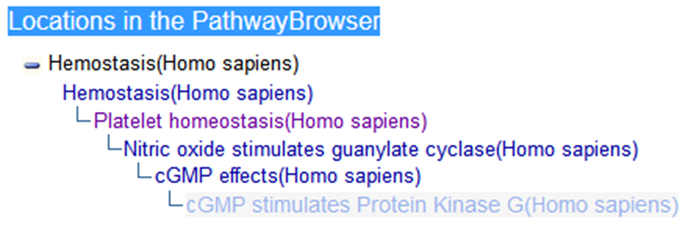 Locations in the PathwayBrowser
Hemostasis(Homo sapiens)
Hemostasis(Homo sapiens)
Platelet homeostasis(Homo sapiens)
Nitric oxide stimulates guanylate cyclase(Homo sapiens)
cGMP effects(Homo sapiens)
cGMP stimulates Protein Kinase G(Homo sapiens)